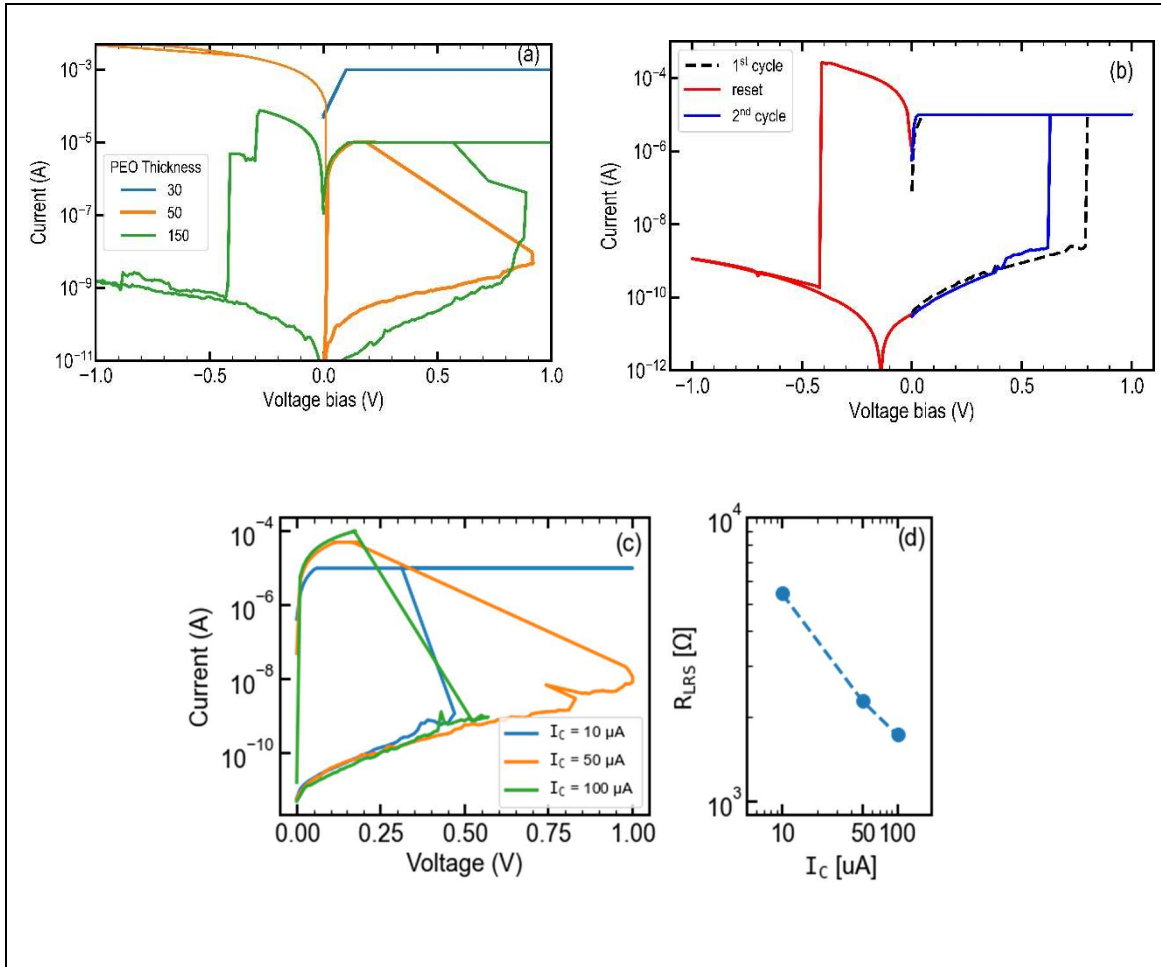 (a)
10⁻³
10⁻⁵
10⁻⁷
10⁻⁹
10⁻¹¹
Current (A)
PEO Thickness
30
50
150
−1.0 −0.5 0.0 0.5 1.0
Voltage bias (V)
(b)
1st cycle
reset
2nd cycle
10⁻⁴
10⁻⁶
10⁻⁸
10⁻¹⁰
10⁻¹²
Current (A)
−1.0 −0.5 0.0 0.5 1.0
Voltage bias (V)
(c)
10⁻⁴
10⁻⁶
10⁻⁸
10⁻¹⁰
Current (A)
I_C = 10 µA
I_C = 50 µA
I_C = 100 µA
0.00 0.25 0.50 0.75 1.00
Voltage (V)
(d)
10⁴
10³
R_LRS [Ω]
10 50 100
I_C [uA]